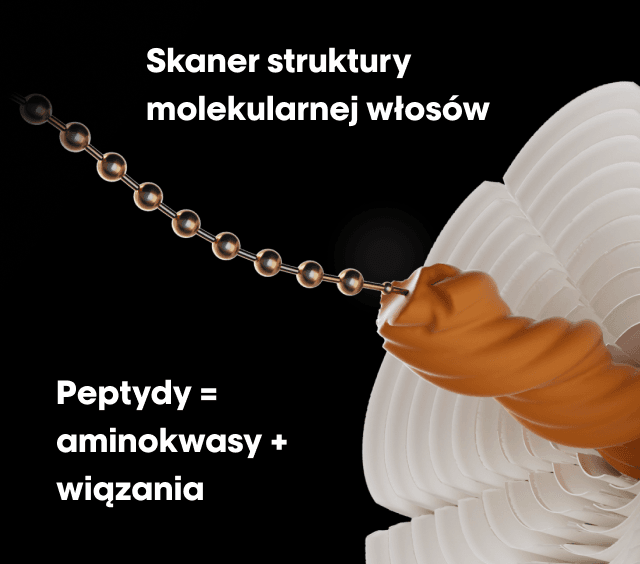 Skaner struktury
molekularnej włosów
Peptydy =
aminokwasy +
wiązania